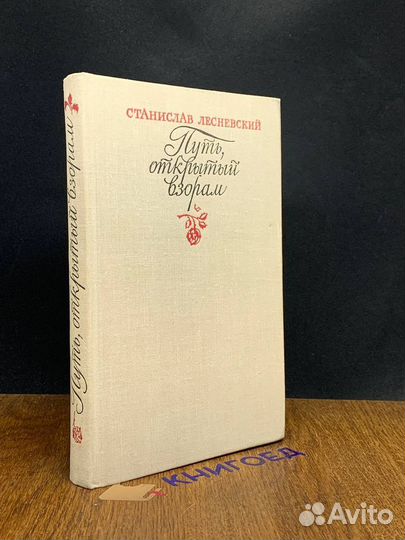 СТАНИСЛАВ ЛЕСНЕВСКИЙ
Путь,
открытый
взорам
Путь, открытый взорам
КНИГОЕД
Avito